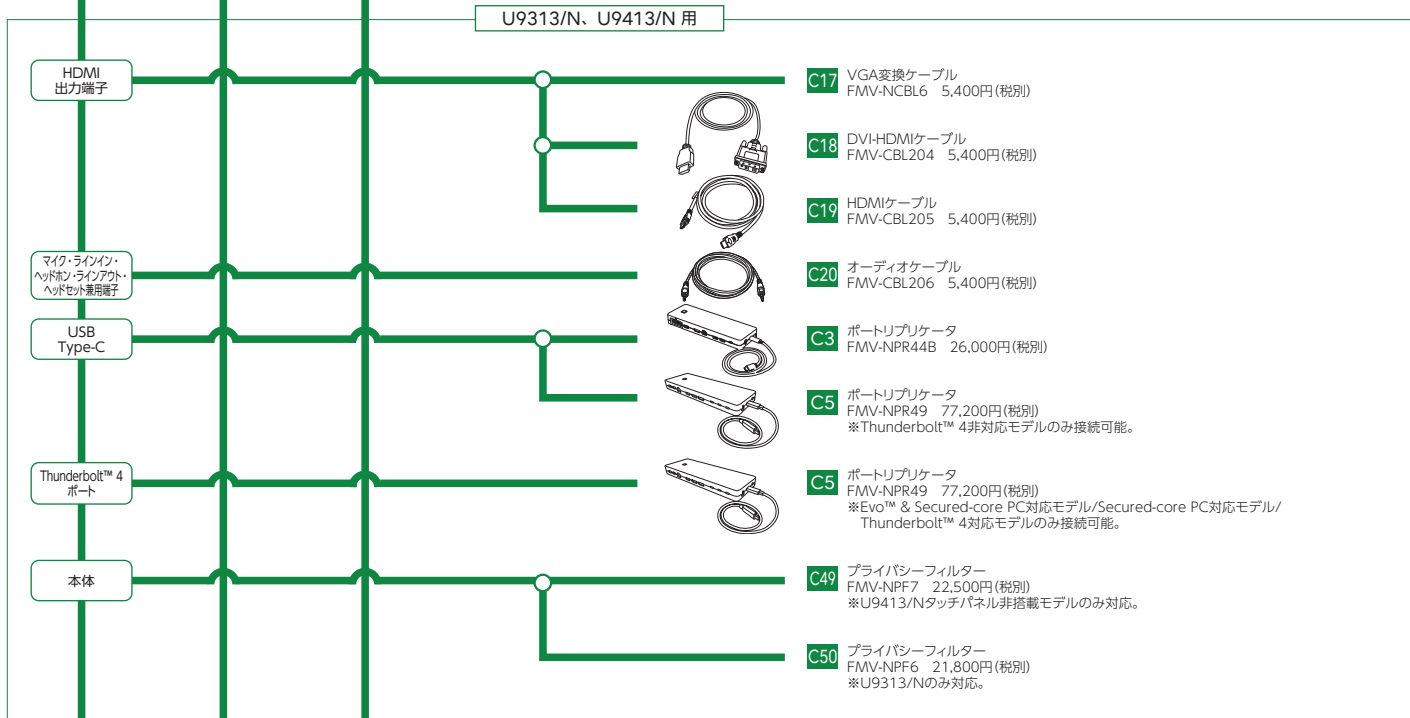 U9313/N、U9413/N 用
HDMI
出力端子
C17 VGA変換ケーブル
FMV-NCBL6 5,400円(税別)
C18 DVI-HDMIケーブル
FMV-CBL204 5,400円(税別)
C19 HDMIケーブル
FMV-CBL205 5,400円(税別)
マイク・ラインイン・
ヘッドホン・ラインアウト・
ヘッドセット兼用端子
C20 オーディオケーブル
FMV-CBL206 5,400円(税別)
USB
Type-C
C3 ポートリプリケータ
FMV-NPR44B 26,000円(税別)
C5 ポートリプリケータ
FMV-NPR49 77,200円(税別)
※Thunderbolt™ 4非対応モデルのみ接続可能。
Thunderbolt™ 4
ポート
C5 ポートリプリケータ
FMV-NPR49 77,200円(税別)
※Evo™ & Secured-core PC対応モデル/Secured-core PC対応モデル/
Thunderbolt™ 4対応モデルのみ接続可能。
本体
C49 プライバシーフィルター
FMV-NPF7 22,500円(税別)
※U9413/Nタッチパネル非搭載モデルのみ対応。
C50 プライバシーフィルター
FMV-NPF6 21,800円(税別)
※U9313/Nのみ対応。